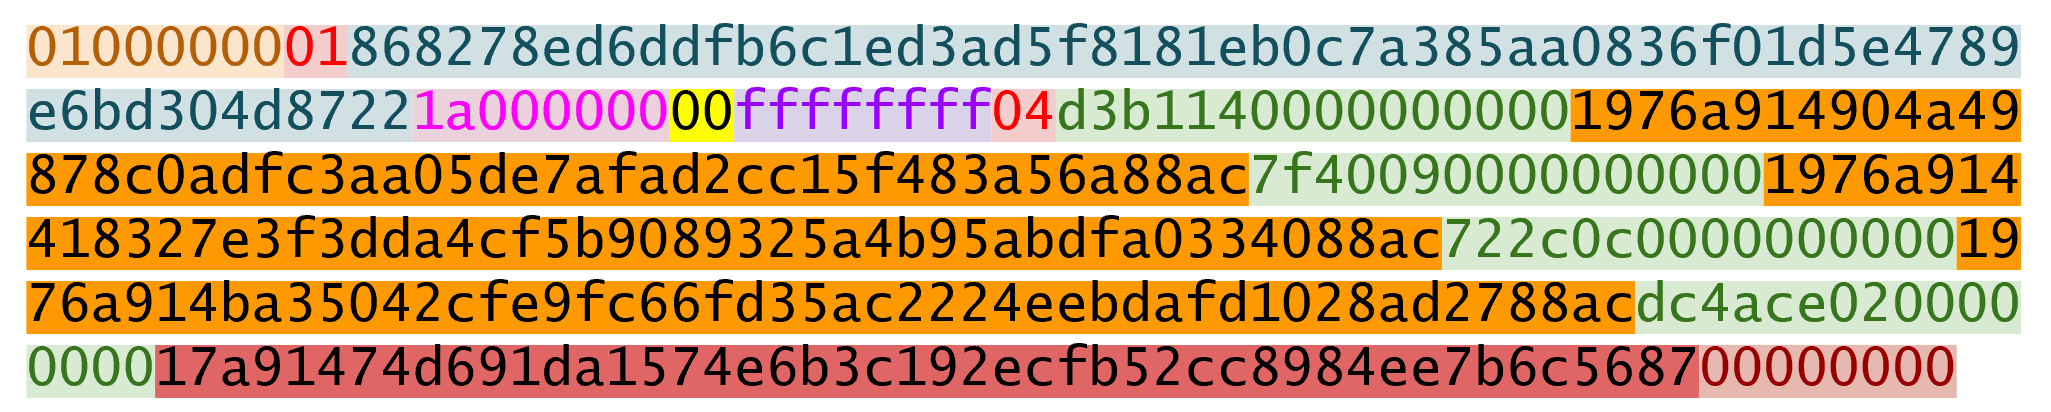 0100000001868278ed6ddfb6c1ed3ad5f8181eb0c7a385aa0836f01d5e4789
e6bd304d87221a00000000ffffffff04d3b11400000000001976a914904a49
878c0adfc3aa05de7afad2cc15f483a56a88ac7f400900000000001976a914
418327e3f3dda4cf5b9089325a4b95abdfa0334088ac722c0c000000000019
76a914ba35042cfe9fc66fd35ac2224eebdafd1028ad2788acdc4ace020000
000017a91474d691da1574e6b3c192ecfb52cc8984ee7b6c568700000000